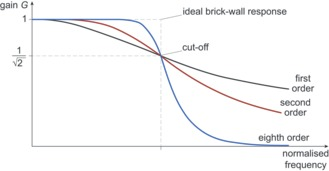 gain G
ideal brick-wall response
1
cut-off
1
√2
first
order
second
order
eighth order
normalised
frequency